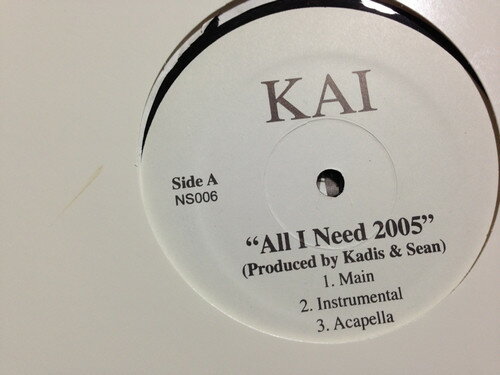 KAI
Side A
NS006
“All I Need 2005”
(Produced by Kadis & Sean)
1. Main
2. Instrumental
3. Acapella